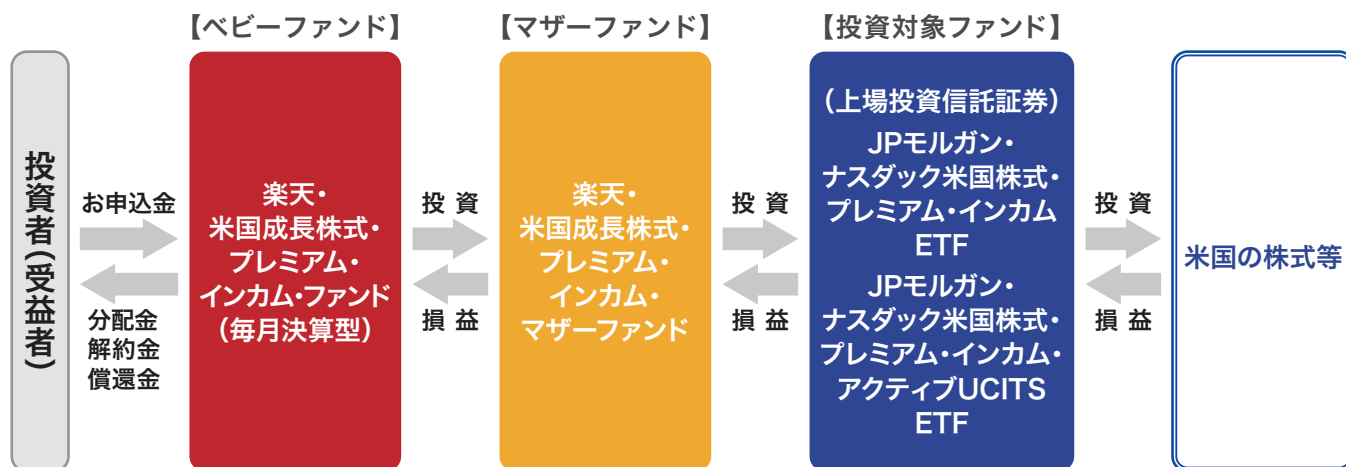 【ベビーファンド】
【マザーファンド】
【投資対象ファンド】
投資者(受益者)
お申込金
分配金
解約金
償還金
楽天・
米国成長株式・
プレミアム・
インカム・ファンド
(毎月決算型)
投資
損益
楽天・
米国成長株式・
プレミアム・
インカム・
マザーファンド
投資
損益
(上場投資信託証券)
JPモルガン・
ナスダック米国株式・
プレミアム・インカム
ETF
JPモルガン・
ナスダック米国株式・
プレミアム・インカム・
アクティブUCITS
ETF
投資
損益
米国の株式等